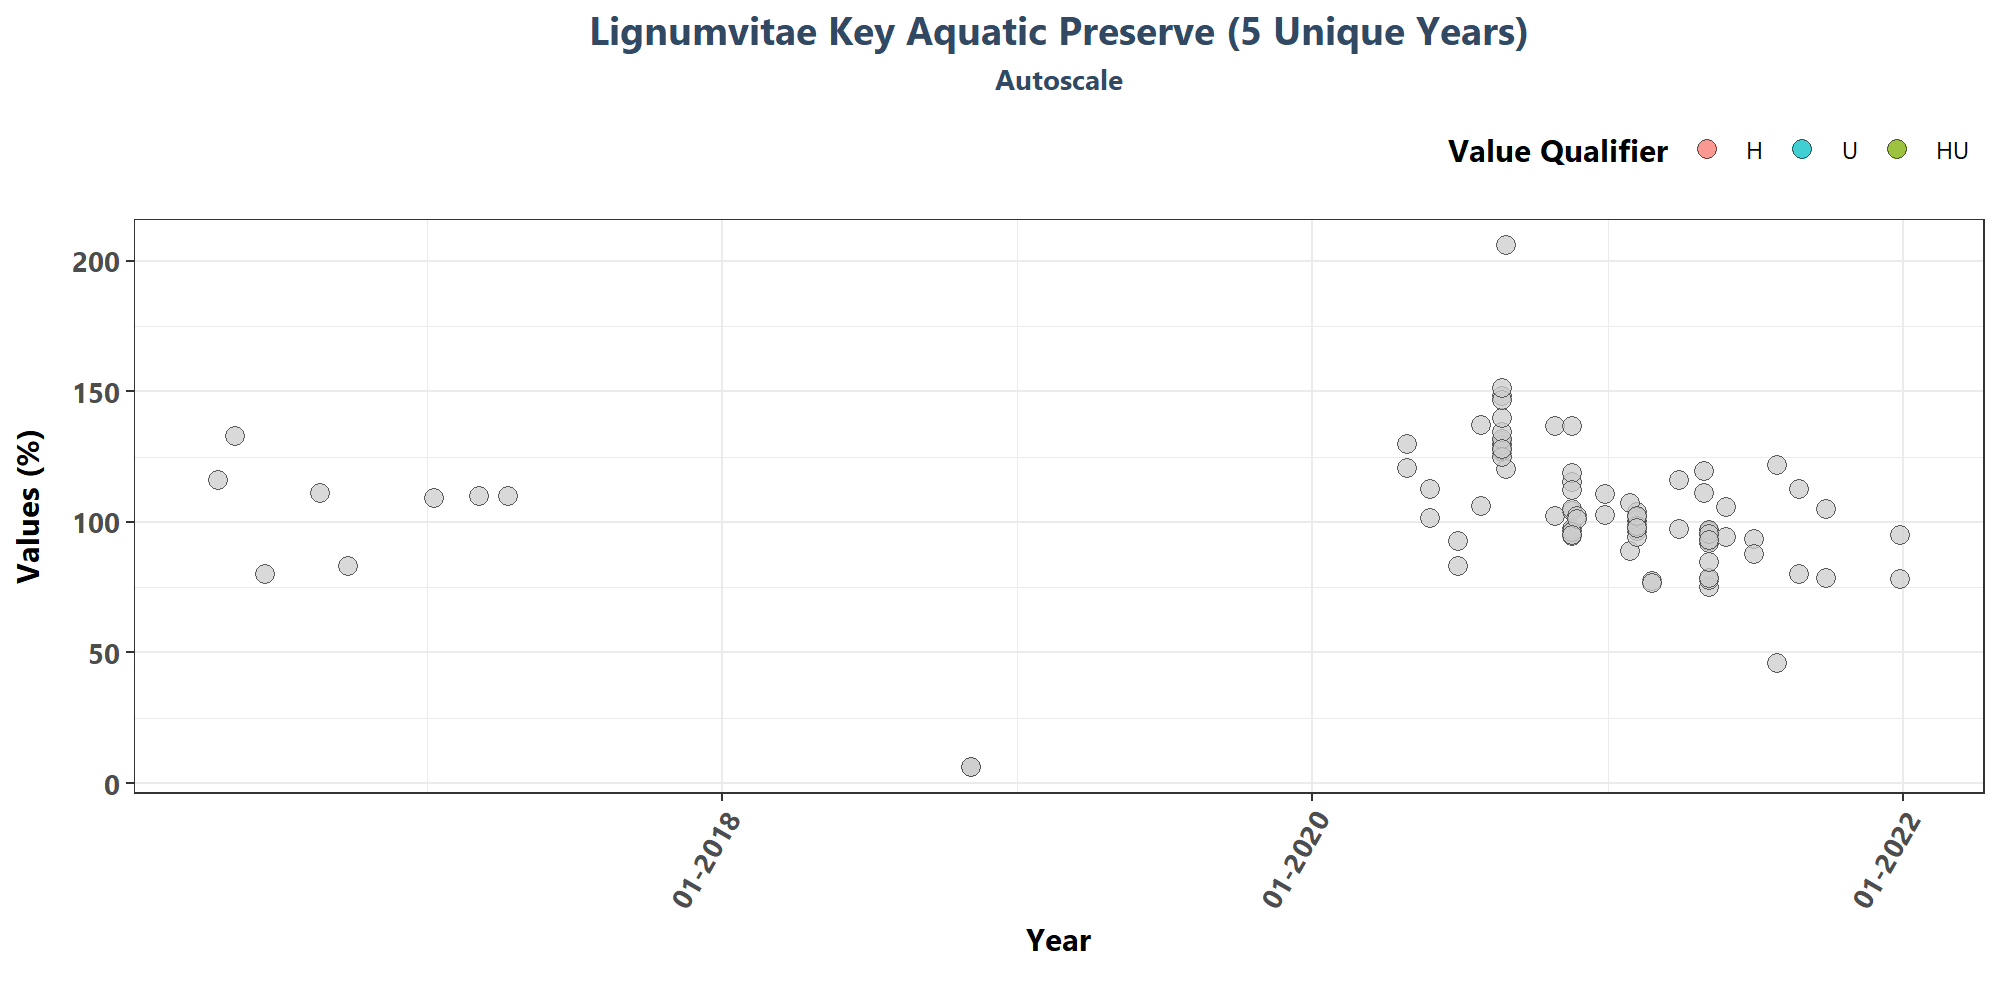 Lignumvitae Key Aquatic Preserve (5 Unique Years)
Autoscale
Value Qualifier H U HU
Values (%)
200
150
100
50
0
01-2018 01-2020 01-2022
Year